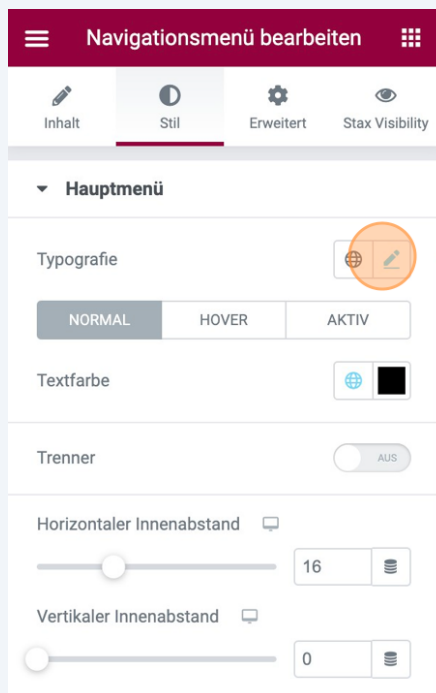 Navigationsmenü bearbeiten
Inhalt Stil Erweitert Stax Visibility
Hauptmenü
Typografie
NORMAL HOVER AKTIV
Textfarbe
Trenner AUS
Horizontaler Innenabstand
16
Vertikaler Innenabstand
0